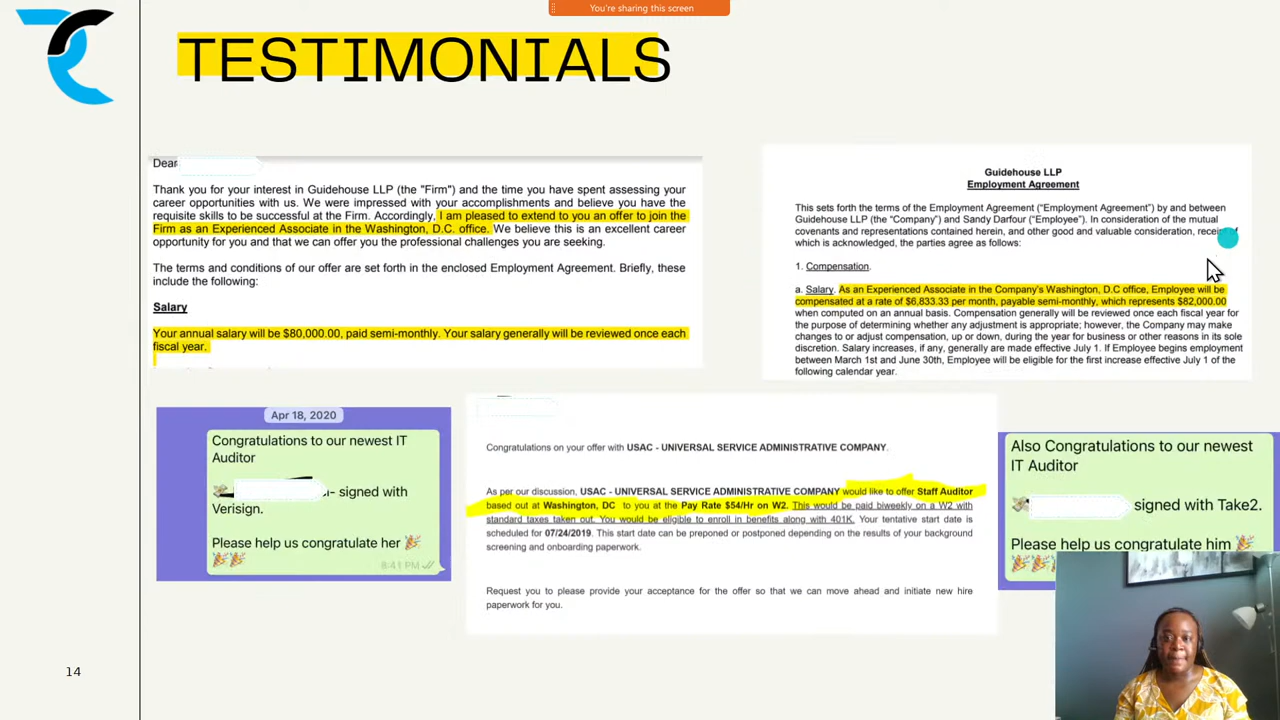 You're sharing this screen
TESTIMONIALS
Dear
Thank you for your interest in Guidehouse LLP (the "Firm") and the time you have spent assessing your
career opportunities with us. We were impressed with your accomplishments and believe you have the
requisite skills to be successful at the Firm. Accordingly, I am pleased to extend to you an offer to join the
Firm as an Experienced Associate in the Washington, D.C. office. We believe this is an excellent career
opportunity for you and that we can offer you the professional challenges you are seeking.
The terms and conditions of our offer are set forth in the enclosed Employment Agreement. Briefly, these
include the following:
Salary
Your annual salary will be $80,000.00, paid semi-monthly. Your salary generally will be reviewed once each
fiscal year.
Guidehouse LLP
Employment Agreement
This sets forth the terms of the Employment Agreement ("Employment Agreement") by and between
Guidehouse LLP (the "Company") and Sandy Darfour ("Employee"). In consideration of the mutual
covenants and representations contained herein, and other good and valuable consideration, receipt of
which is acknowledged, the parties agree as follows:
1. Compensation.
a. Salary. As an Experienced Associate in the Company's Washington, D.C office, Employee will be
compensated at a rate of $6,833.33 per month, payable semi-monthly, which represents $82,000.00
when computed on an annual basis. Compensation generally will be reviewed once each fiscal year for
the purpose of determining whether any adjustment is appropriate; however, the Company may make
changes to or adjust compensation, up or down, during the year for business or other reasons in its sole
discretion. Salary increases, if any, generally are made effective July 1. If Employee begins employment
between March 1st and June 30th, Employee will be eligible for the first increase effective July 1 of the
following calendar year.
Apr 18, 2020
Congratulations to our newest IT
Auditor
- signed with
Verisign.
Please help us congratulate her
8:41 PM
Congratulations on your offer with USAC - UNIVERSAL SERVICE ADMINISTRATIVE COMPANY.
As per our discussion, USAC - UNIVERSAL SERVICE ADMINISTRATIVE COMPANY would like to offer Staff Auditor
based out at Washington, DC to you at the Pay Rate $54/Hr on W2. This would be paid biweekly on a W2 with
standard taxes taken out. You would be eligible to enroll in benefits along with 401K. Your tentative start date is
scheduled for 07/24/2019. This start date can be preponed or postponed depending on the results of your background
screening and onboarding paperwork.
Request you to please provide your acceptance for the offer so that we can move ahead and initiate new hire
paperwork for you.
Also Congratulations to our newest
IT Auditor
signed with Take2.
Please help us congratulate him
14